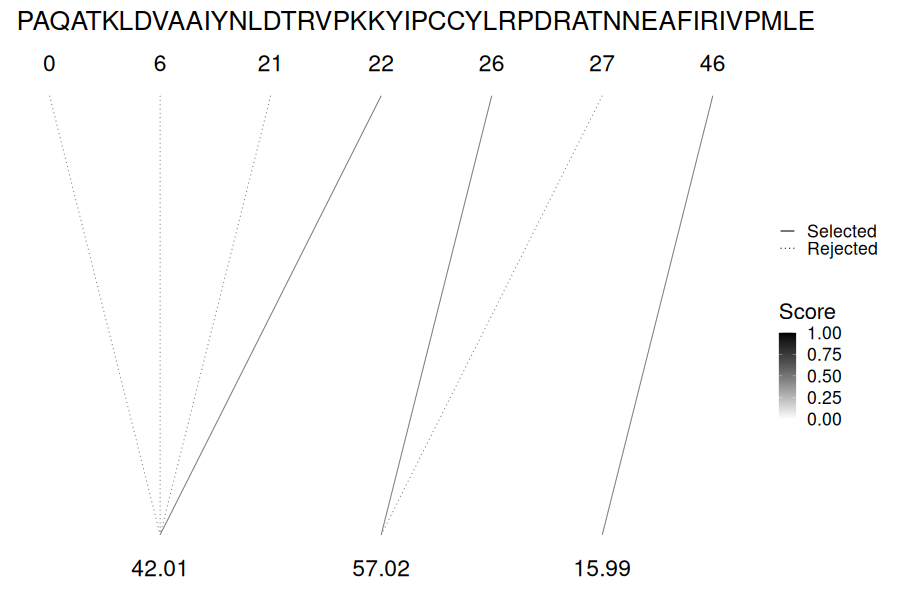 PAQATKLDVAAIYNLDTRVPKKYIPCCYLRPDRATNNEAFIRIVPMLE
0 6 21 22 26 27 46
Selected
Rejected
Score
1.00
0.75
0.50
0.25
0.00
42.01 57.02 15.99